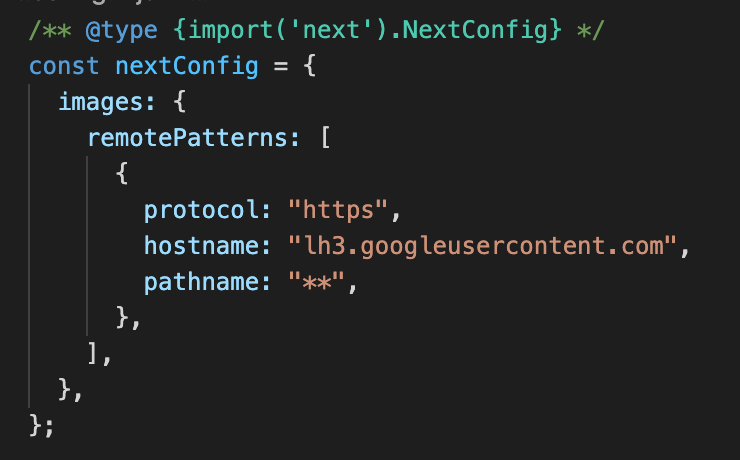 /** @type {import('next').NextConfig} */
const nextConfig = {
  images: {
    remotePatterns: [
      {
        protocol: "https",
        hostname: "lh3.googleusercontent.com",
        pathname: "**",
      },
    ],
  },
};